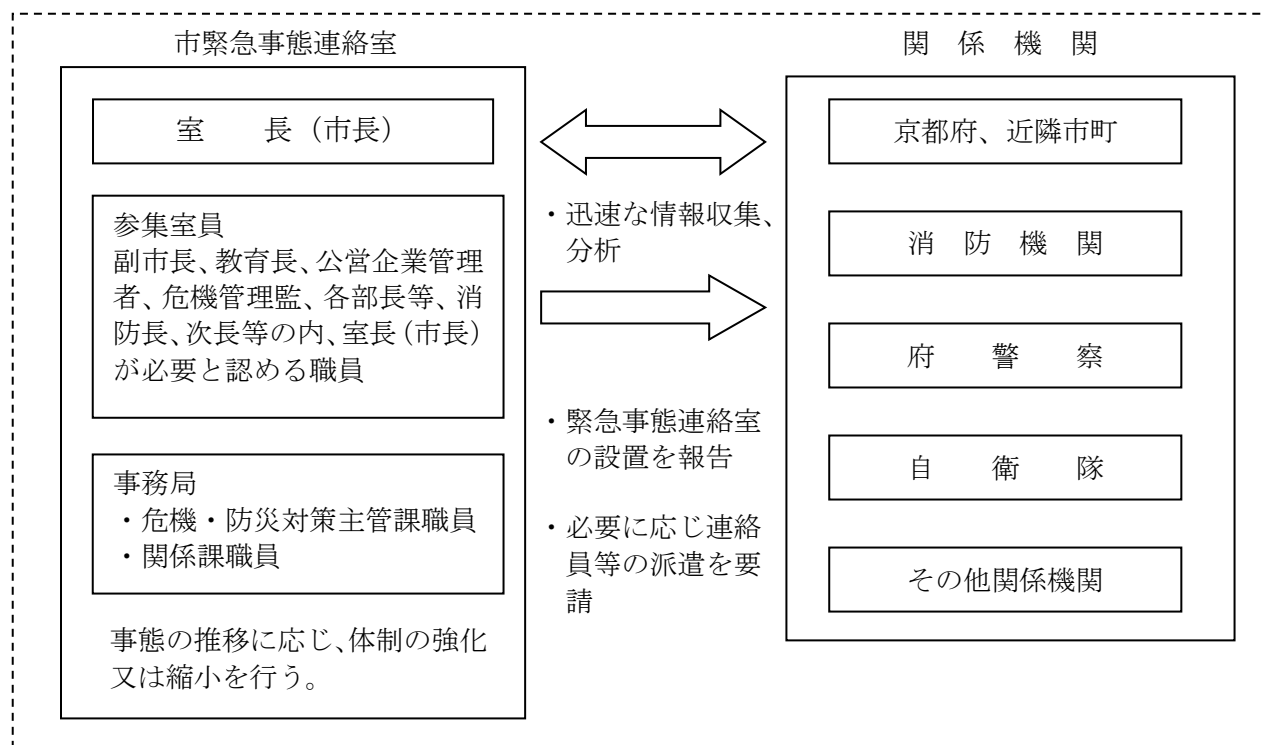 市緊急事態連絡室
室　　長（市長）
参集室員
副市長、教育長、公営企業管理
者、危機管理監、各部長等、消
防長、次長等の内、室長（市長）
が必要と認める職員
事務局
・危機・防災対策主管課職員
・関係課職員
事態の推移に応じ、体制の強化
又は縮小を行う。
・迅速な情報収集、
分析
・緊急事態連絡室
の設置を報告
・必要に応じ連絡
員等の派遣を要
請
関　係　機　関
京都府、近隣市町
消　防　機　関
府　　警　　察
自　　衛　　隊
その他関係機関